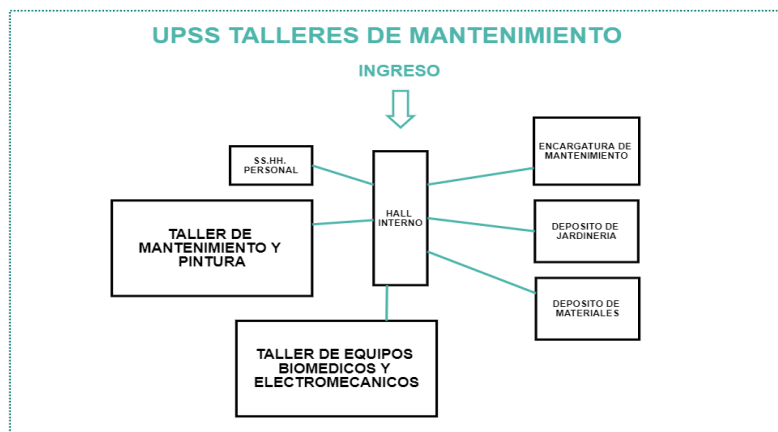 UPSS TALLERES DE MANTENIMIENTO
INGRESO
SS.HH.
PERSONAL
HALL
INTERNO
ENCARGATURA DE
MANTENIMIENTO
TALLER DE
MANTENIMIENTO Y
PINTURA
DEPOSITO DE
JARDINERIA
DEPOSITO DE
MATERIALES
TALLER DE EQUIPOS
BIOMEDICOS Y
ELECTROMECANICOS